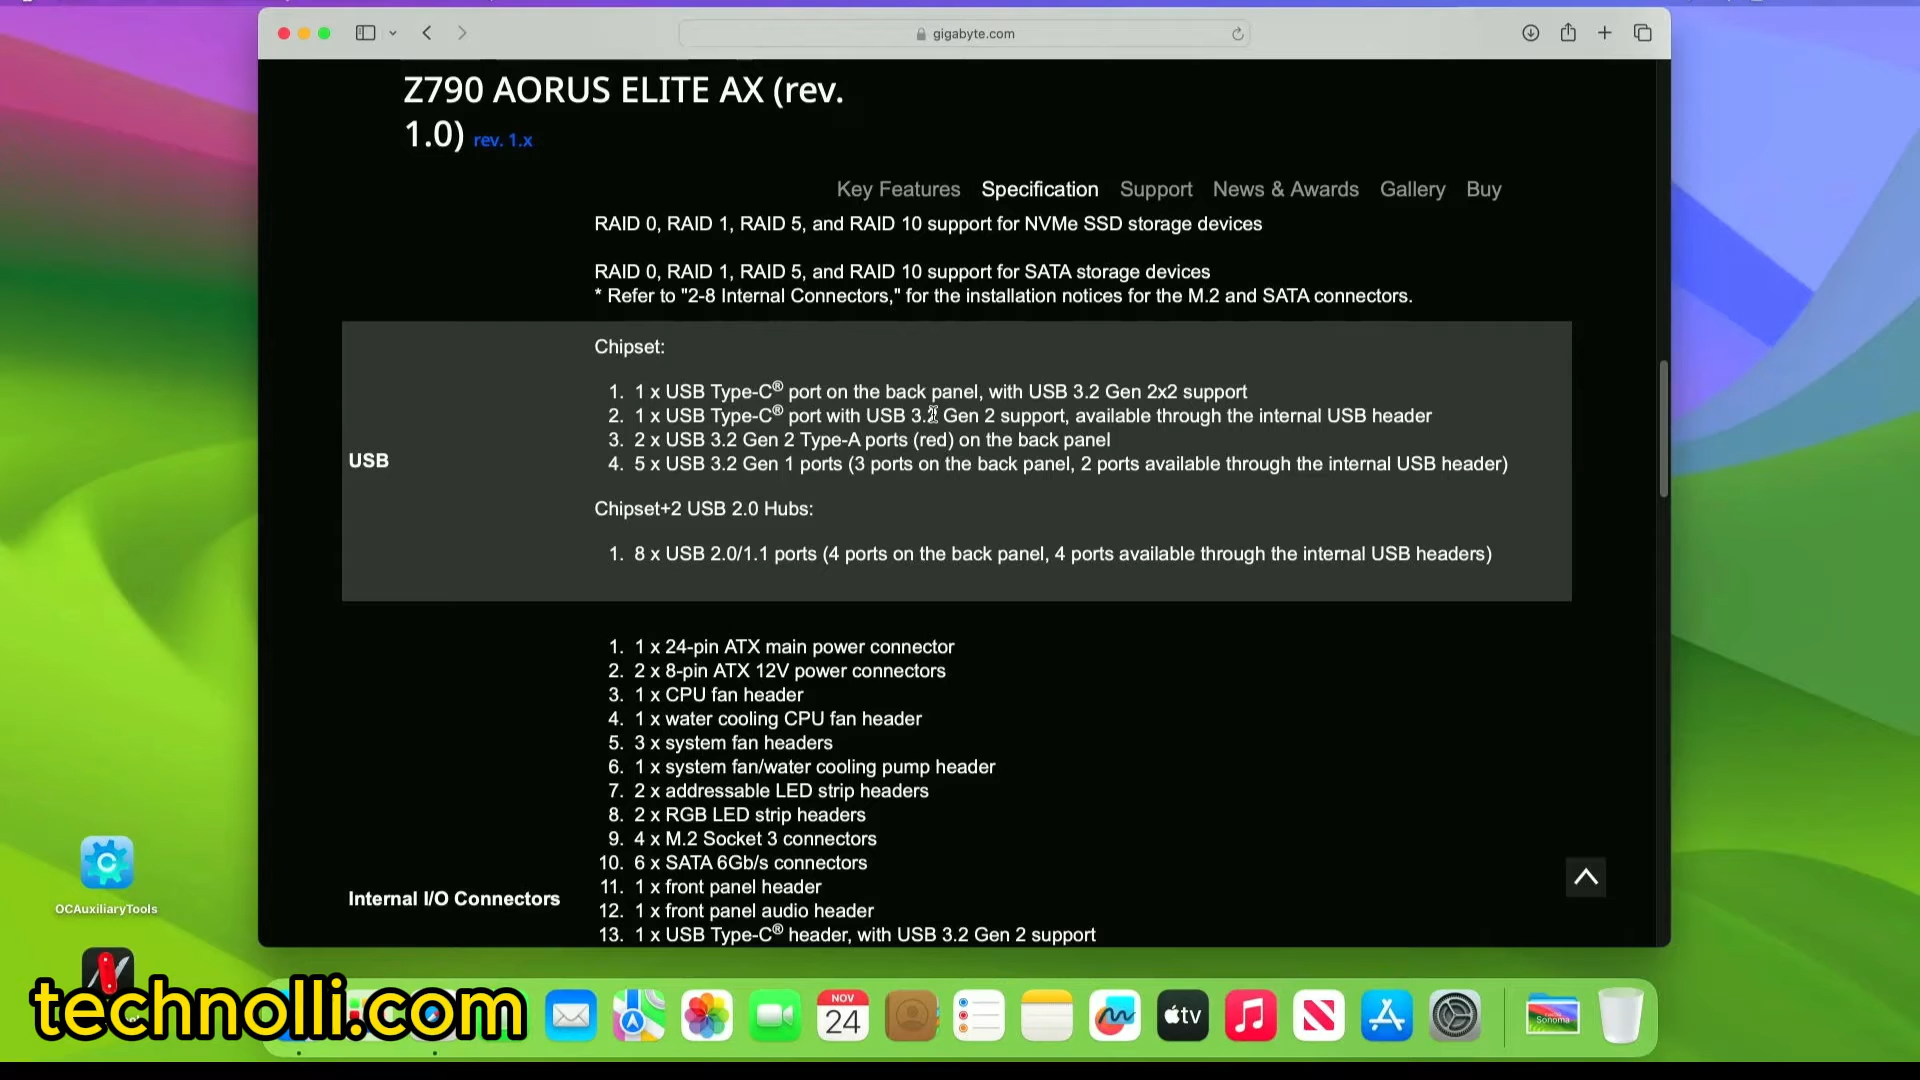 gigabyte.com
Z790 AORUS ELITE AX (rev.
1.0) rev. 1.x
Key Features Specification Support News & Awards Gallery Buy
RAID 0, RAID 1, RAID 5, and RAID 10 support for NVMe SSD storage devices
RAID 0, RAID 1, RAID 5, and RAID 10 support for SATA storage devices
* Refer to "2-8 Internal Connectors," for the installation notices for the M.2 and SATA connectors.
USB
Chipset:
1. 1 x USB Type-C® port on the back panel, with USB 3.2 Gen 2x2 support
2. 1 x USB Type-C® port with USB 3.2 Gen 2 support, available through the internal USB header
3. 2 x USB 3.2 Gen 2 Type-A ports (red) on the back panel
4. 5 x USB 3.2 Gen 1 ports (3 ports on the back panel, 2 ports available through the internal USB header)
Chipset+2 USB 2.0 Hubs:
1. 8 x USB 2.0/1.1 ports (4 ports on the back panel, 4 ports available through the internal USB headers)
Internal I/O Connectors
1. 1 x 24-pin ATX main power connector
2. 2 x 8-pin ATX 12V power connectors
3. 1 x CPU fan header
4. 1 x water cooling CPU fan header
5. 3 x system fan headers
6. 1 x system fan/water cooling pump header
7. 2 x addressable LED strip headers
8. 2 x RGB LED strip headers
9. 4 x M.2 Socket 3 connectors
10. 6 x SATA 6Gb/s connectors
11. 1 x front panel header
12. 1 x front panel audio header
13. 1 x USB Type-C® header, with USB 3.2 Gen 2 support
OCAuxiliaryTools
technolli.com
NOV
24
tv
Sonoma